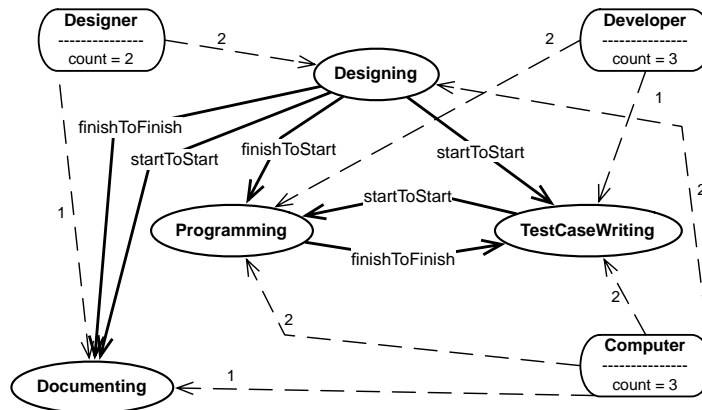 Designer
---------------
count = 2
2
Developer
---------------
count = 3
2
Designing
1
finishToFinish
startToStart
finishToStart
startToStart
2
startToStart
1
Programming
TestCaseWriting
finishToFinish
2
2
Computer
---------------
count = 3
Documenting
1